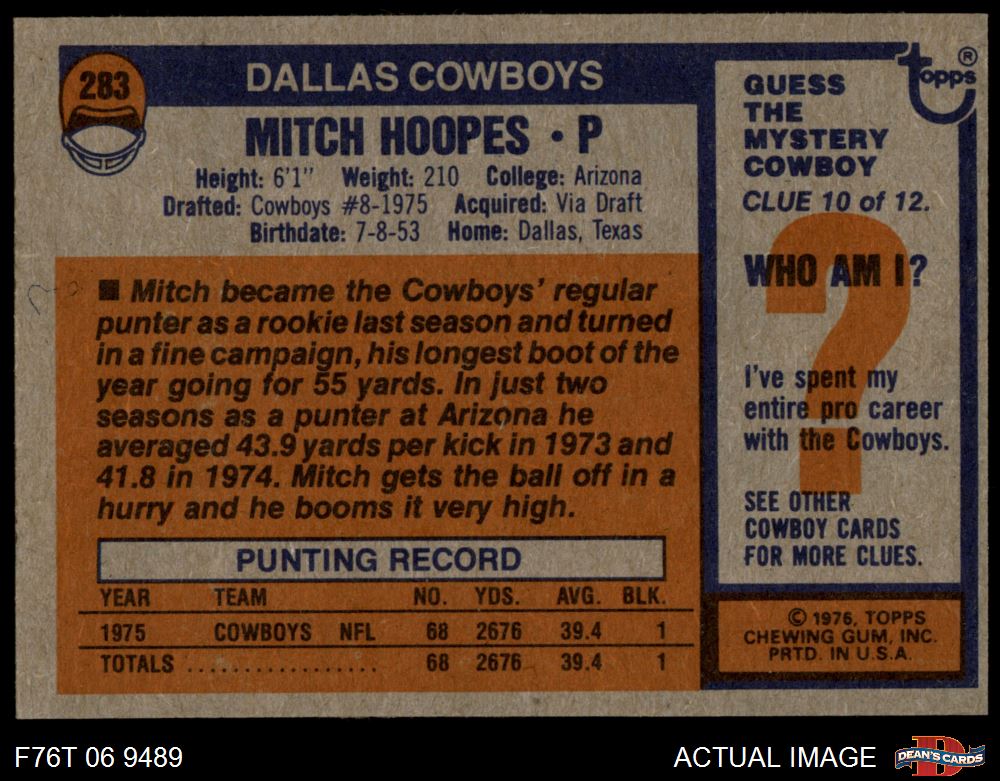 283
DALLAS COWBOYS
MITCH HOOPES • P
Height: 6'1" Weight: 210 College: Arizona
Drafted: Cowboys #8-1975 Acquired: Via Draft
Birthdate: 7-8-53 Home: Dallas, Texas
■ Mitch became the Cowboys' regular
punter as a rookie last season and turned
in a fine campaign, his longest boot of the
year going for 55 yards. In just two
seasons as a punter at Arizona he
averaged 43.9 yards per kick in 1973 and
41.8 in 1974. Mitch gets the ball off in a
hurry and he booms it very high.
PUNTING RECORD
YEAR TEAM NO. YDS. AVG. BLK.
1975 COWBOYS NFL 68 2676 39.4 1
TOTALS .................. 68 2676 39.4 1
Topps ®
GUESS
THE
MYSTERY
COWBOY
CLUE 10 of 12.
?
WHO AM I?
I've spent my
entire pro career
with the Cowboys.
SEE OTHER
COWBOY CARDS
FOR MORE CLUES.
© 1976, TOPPS
CHEWING GUM, INC.
PRTD. IN U.S.A.
F76T 06 9489
ACTUAL IMAGE
D
DEAN'S CARDS